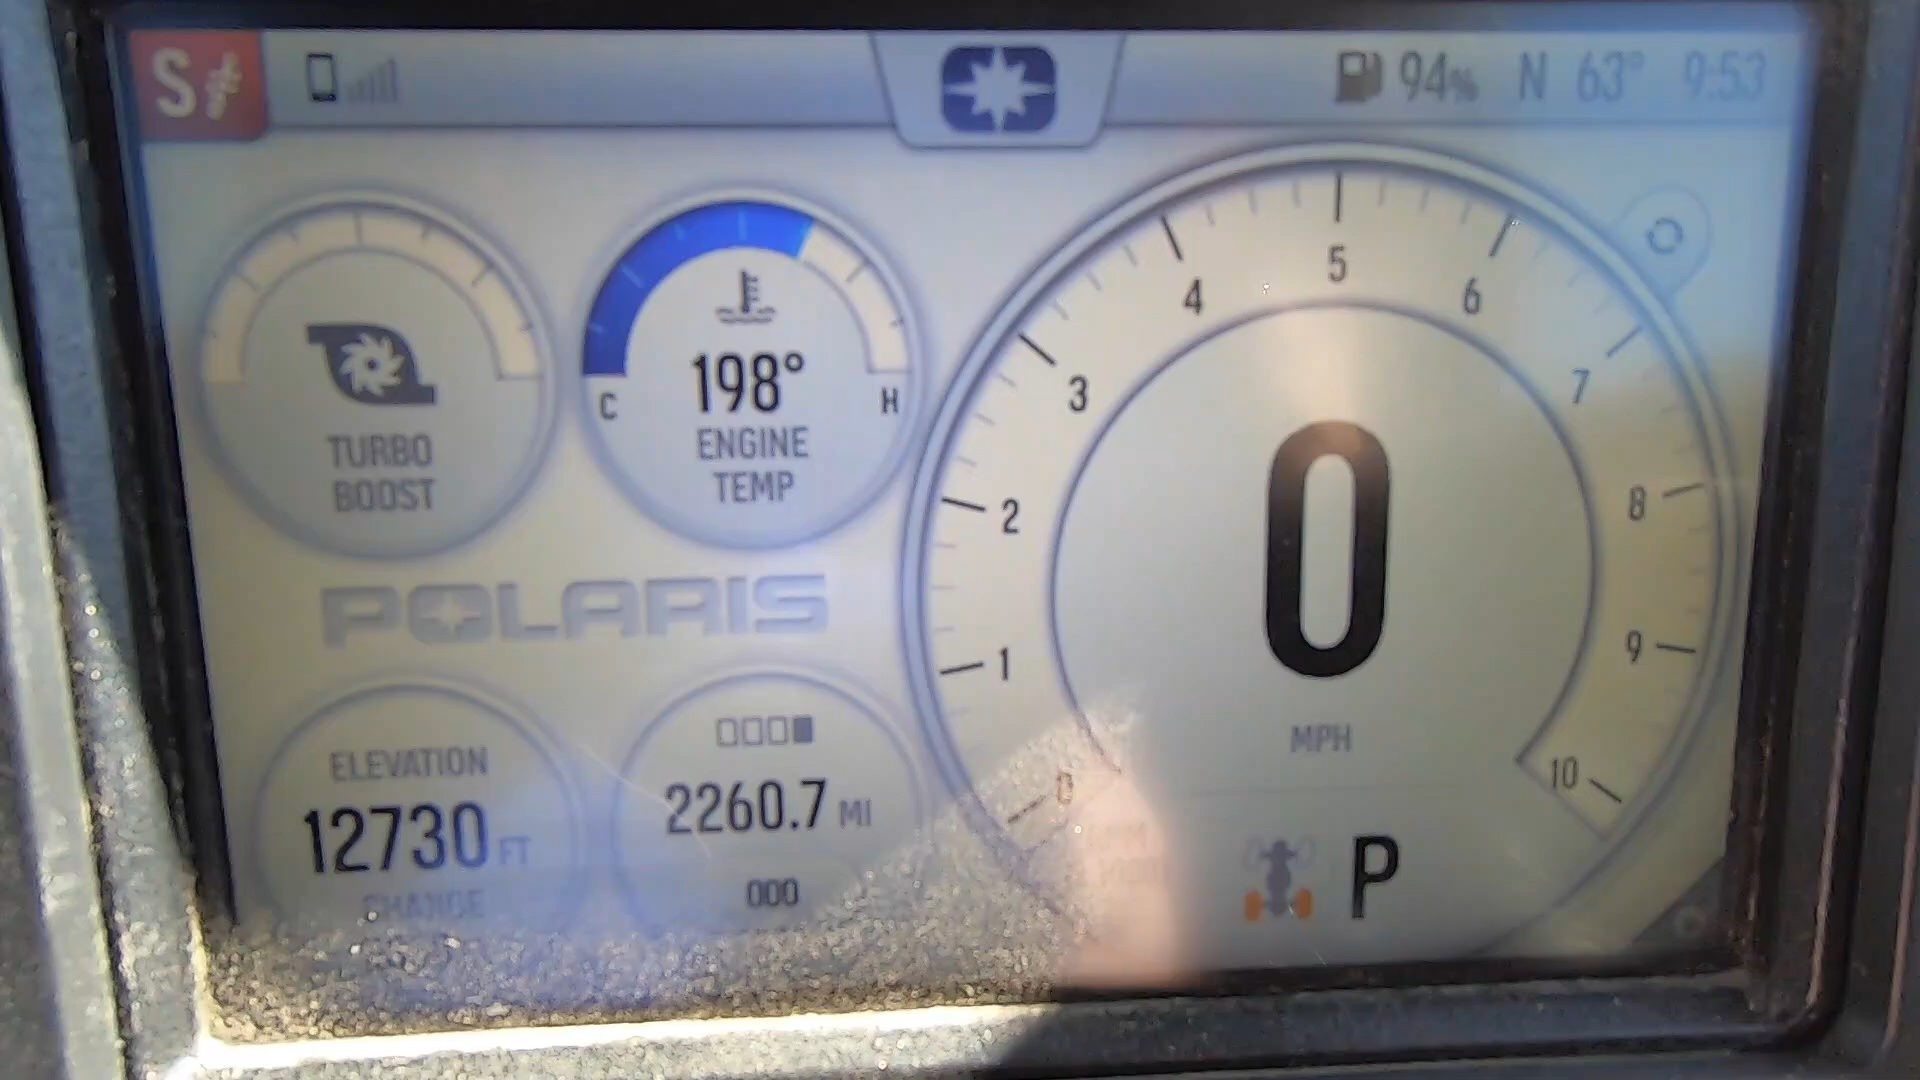 S
94% N 63° 9:53
TURBO
BOOST
198°
C H
ENGINE
TEMP
POLARIS
ELEVATION
12730 FT
CHANGE
2260.7 MI
000
0 1 2 3 4 5 6 7 8 9 10
0
MPH
P